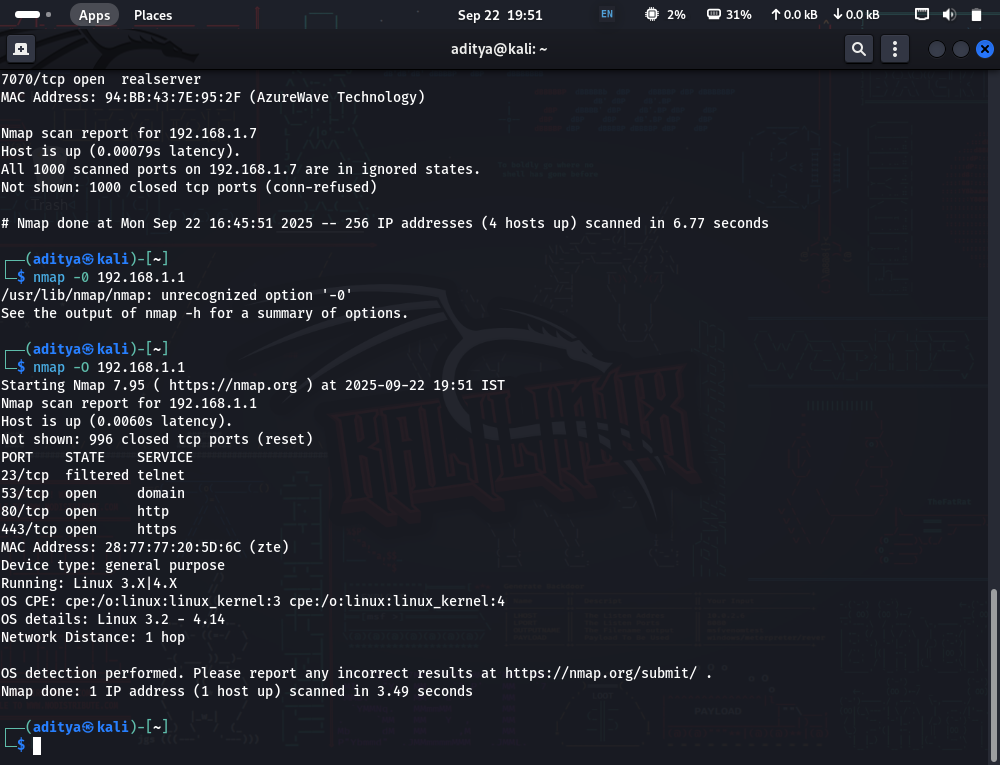 Apps Places Sep 22 19:51 EN 2% 31% ↑ 0.0 kB ↓ 0.0 kB
aditya@kali: ~
7070/tcp open  realserver
MAC Address: 94:BB:43:7E:95:2F (AzureWave Technology)
Nmap scan report for 192.168.1.7
Host is up (0.00079s latency).
All 1000 scanned ports on 192.168.1.7 are in ignored states.
Not shown: 1000 closed tcp ports (conn-refused)
# Nmap done at Mon Sep 22 16:45:51 2025 -- 256 IP addresses (4 hosts up) scanned in 6.77 seconds
┌──(aditya㉿kali)-[~]
└─$ nmap -0 192.168.1.1
/usr/lib/nmap/nmap: unrecognized option '-0'
See the output of nmap -h for a summary of options.
┌──(aditya㉿kali)-[~]
└─$ nmap -O 192.168.1.1
Starting Nmap 7.95 ( https://nmap.org ) at 2025-09-22 19:51 IST
Nmap scan report for 192.168.1.1
Host is up (0.0060s latency).
Not shown: 996 closed tcp ports (reset)
PORT    STATE    SERVICE
23/tcp  filtered telnet
53/tcp  open     domain
80/tcp  open     http
443/tcp open     https
MAC Address: 28:77:77:20:5D:6C (zte)
Device type: general purpose
Running: Linux 3.X|4.X
OS CPE: cpe:/o:linux:linux_kernel:3 cpe:/o:linux:linux_kernel:4
OS details: Linux 3.2 - 4.14
Network Distance: 1 hop
OS detection performed. Please report any incorrect results at https://nmap.org/submit/ .
Nmap done: 1 IP address (1 host up) scanned in 3.49 seconds
┌──(aditya㉿kali)-[~]
└─$
KALI LINUX